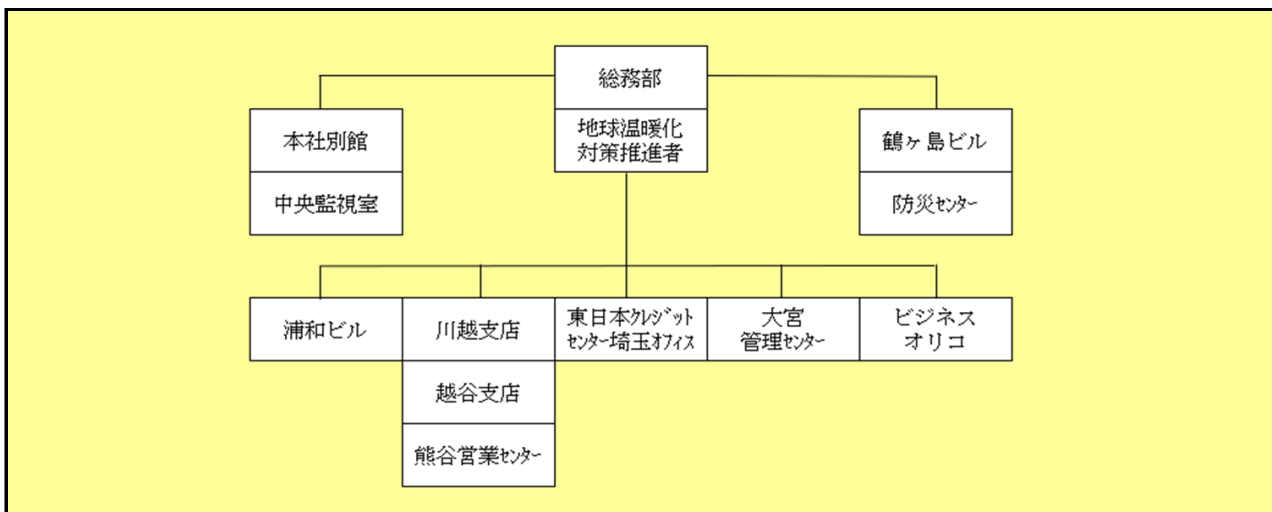 総務部
地球温暖化
対策推進者
本社別館
中央監視室
鶴ヶ島ビル
防災ｾﾝﾀｰ
浦和ビル
川越支店
越谷支店
熊谷営業ｾﾝﾀｰ
東日本ｸﾚｼﾞｯﾄ
ｾﾝﾀｰ埼玉ｵﾌｨｽ
大宮
管理ｾﾝﾀｰ
ビジネス
オリコ